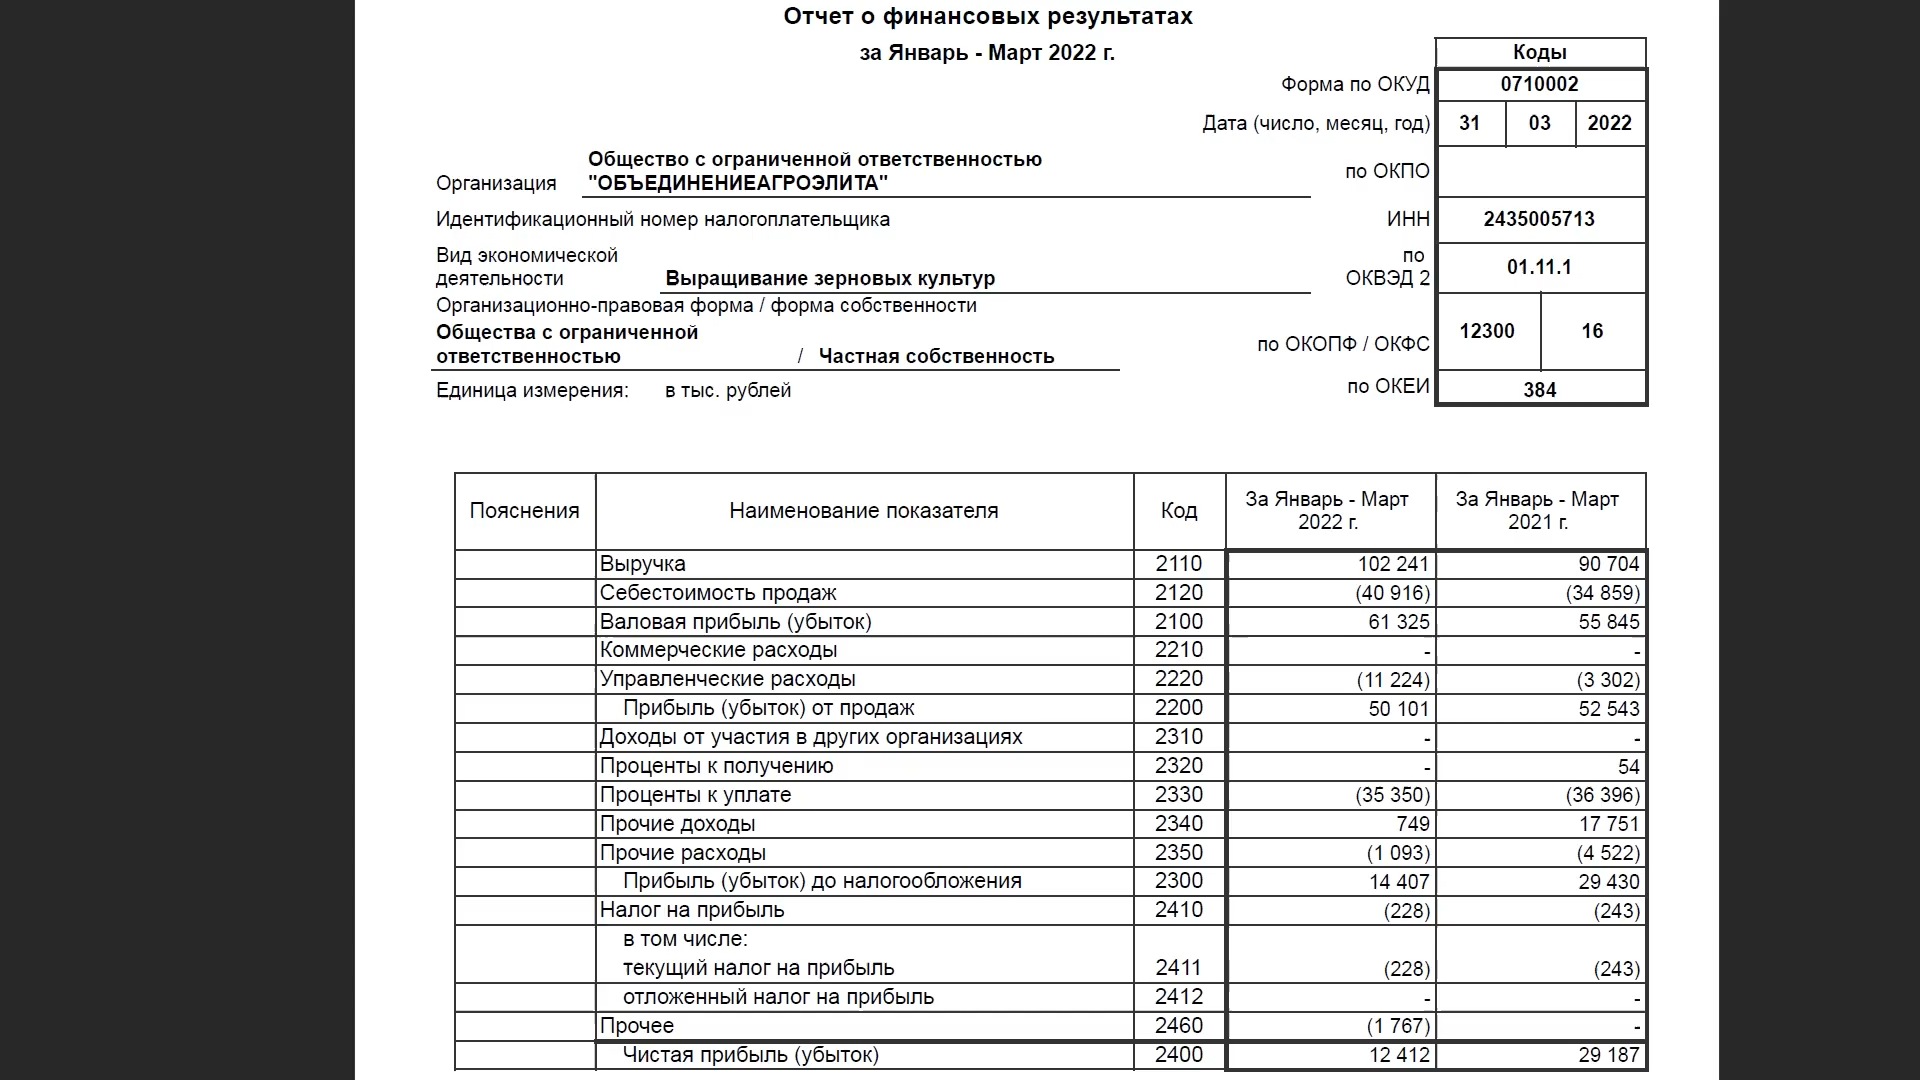 Отчет о финансовых результатах
за Январь - Март 2022 г.
Коды
Форма по ОКУД 0710002
Дата (число, месяц, год) 31 03 2022
Организация Общество с ограниченной ответственностью
"ОБЪЕДИНЕНИЕАГРОЭЛИТА" по ОКПО
Идентификационный номер налогоплательщика ИНН 2435005713
Вид экономической
деятельности Выращивание зерновых культур по
ОКВЭД 2 01.11.1
Организационно-правовая форма / форма собственности
Общества с ограниченной
ответственностью / Частная собственность по ОКОПФ / ОКФС 12300 16
Единица измерения: в тыс. рублей по ОКЕИ 384
Пояснения Наименование показателя Код За Январь - Март
2022 г. За Январь - Март
2021 г.
Выручка 2110 102 241 90 704
Себестоимость продаж 2120 (40 916) (34 859)
Валовая прибыль (убыток) 2100 61 325 55 845
Коммерческие расходы 2210 - -
Управленческие расходы 2220 (11 224) (3 302)
Прибыль (убыток) от продаж 2200 50 101 52 543
Доходы от участия в других организациях 2310 - -
Проценты к получению 2320 - 54
Проценты к уплате 2330 (35 350) (36 396)
Прочие доходы 2340 749 17 751
Прочие расходы 2350 (1 093) (4 522)
Прибыль (убыток) до налогообложения 2300 14 407 29 430
Налог на прибыль 2410 (228) (243)
в том числе:
текущий налог на прибыль 2411 (228) (243)
отложенный налог на прибыль 2412 - -
Прочее 2460 (1 767) -
Чистая прибыль (убыток) 2400 12 412 29 187